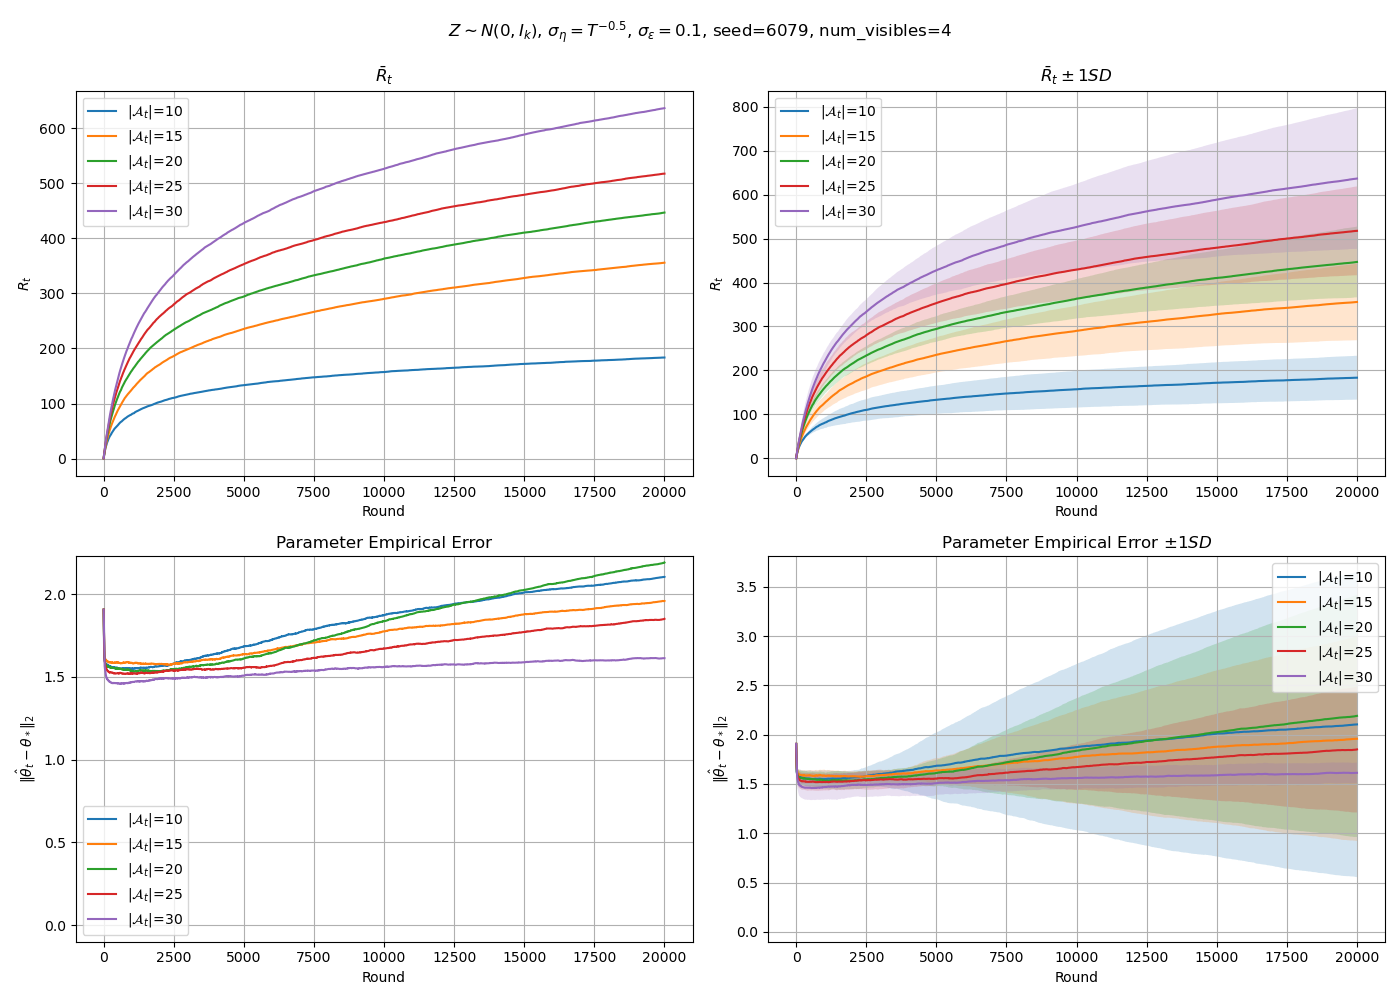 Z ∼ N(0, I_k), σ_η = T^{−0.5}, σ_ε = 0.1, seed=6079, num_visibles=4
R̄_t
R_t
600
500
400
300
200
100
0
|𝒜_t|=10
|𝒜_t|=15
|𝒜_t|=20
|𝒜_t|=25
|𝒜_t|=30
0 2500 5000 7500 10000 12500 15000 17500 20000
Round
R̄_t ± 1SD
R_t
800
700
600
500
400
300
200
100
0
|𝒜_t|=10
|𝒜_t|=15
|𝒜_t|=20
|𝒜_t|=25
|𝒜_t|=30
0 2500 5000 7500 10000 12500 15000 17500 20000
Round
Parameter Empirical Error
‖θ̂_t − θ_*‖_2
2.0
1.5
1.0
0.5
0.0
|𝒜_t|=10
|𝒜_t|=15
|𝒜_t|=20
|𝒜_t|=25
|𝒜_t|=30
0 2500 5000 7500 10000 12500 15000 17500 20000
Round
Parameter Empirical Error ±1SD
‖θ̂_t − θ_*‖_2
3.5
3.0
2.5
2.0
1.5
1.0
0.5
0.0
|𝒜_t|=10
|𝒜_t|=15
|𝒜_t|=20
|𝒜_t|=25
|𝒜_t|=30
0 2500 5000 7500 10000 12500 15000 17500 20000
Round